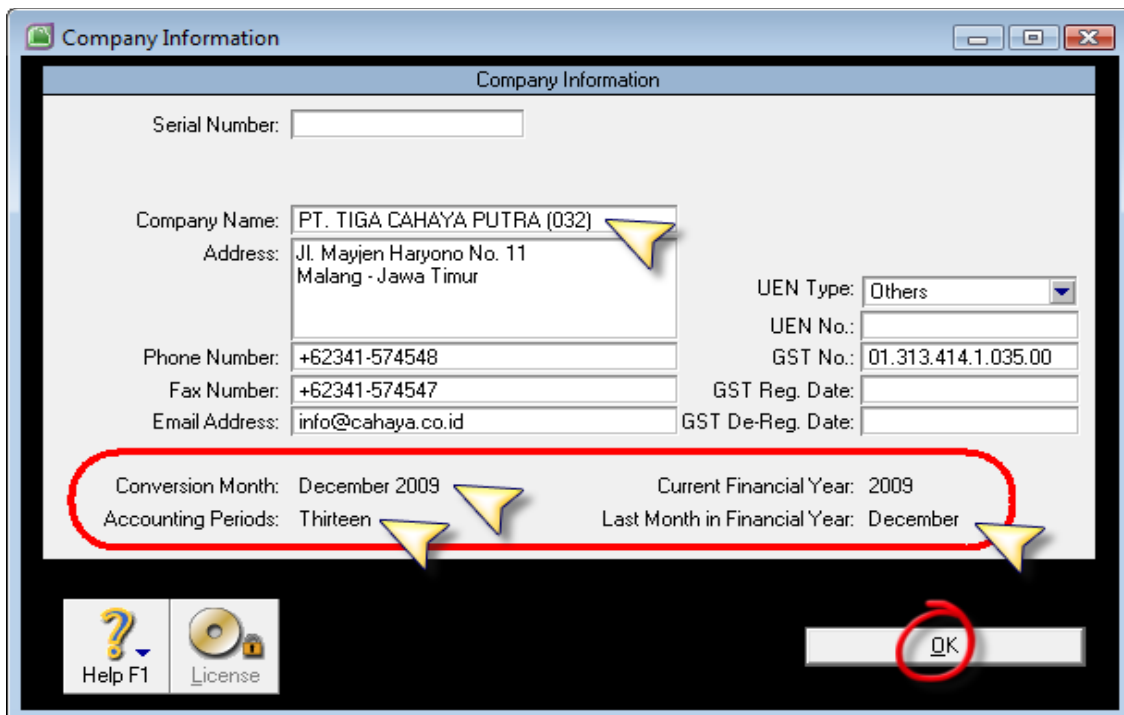 Company Information
Company Information
Serial Number:
Company Name: PT. TIGA CAHAYA PUTRA (032)
Address: Jl. Mayjen Haryono No. 11
Malang - Jawa Timur
UEN Type: Others
UEN No.:
Phone Number: +62341-574548
GST No.: 01.313.414.1.035.00
Fax Number: +62341-574547
GST Reg. Date:
Email Address: info@cahaya.co.id
GST De-Reg. Date:
Conversion Month: December 2009
Current Financial Year: 2009
Accounting Periods: Thirteen
Last Month in Financial Year: December
Help F1
License
OK